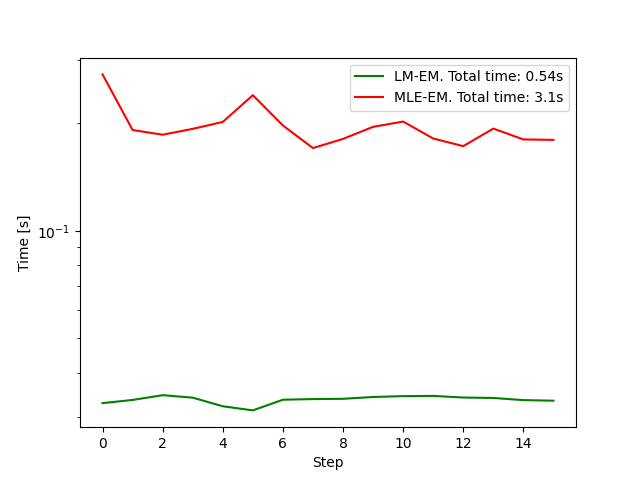 LM-EM. Total time: 0.54s
MLE-EM. Total time: 3.1s
Time [s]
10⁻¹
0 2 4 6 8 10 12 14
Step